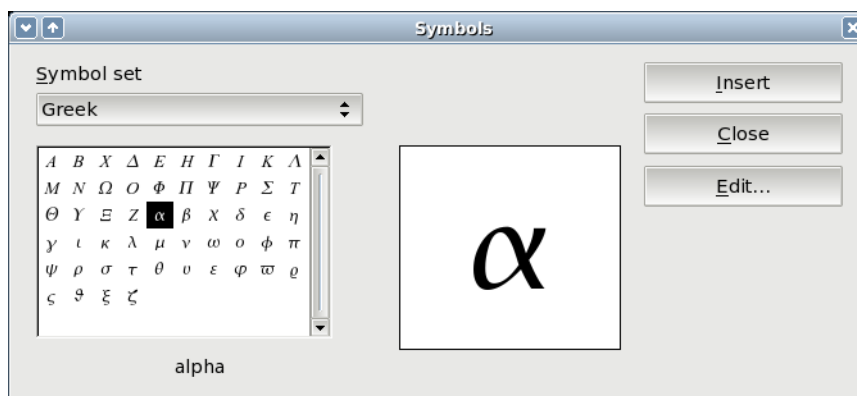 Symbols
Symbol set
Greek
Α Β Χ Δ Ε Η Γ Ι Κ Λ
Μ Ν Ω Ο Φ Π Ψ Ρ Σ Τ
Θ Υ Ξ Ζ α β χ δ ϵ η
γ ι κ λ μ ν ω ο ϕ π
ψ ρ σ τ θ υ ε φ ϖ ϱ
ς ϑ ξ ζ
alpha
α
Insert
Close
Edit...